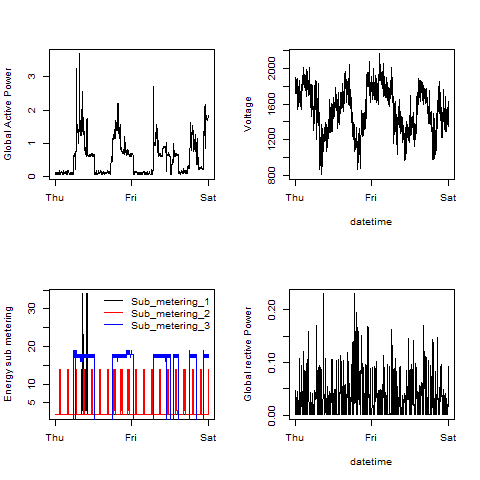 Global Active Power
0 1 2 3
Thu Fri Sat
Voltage
800 1200 1600 2000
Thu Fri Sat
datetime
Energy sub metering
5 10 20 35
Sub_metering_1
Sub_metering_2
Sub_metering_3
Thu Fri Sat
Global rective Power
0.00 0.10 0.20
Thu Fri Sat
datetime